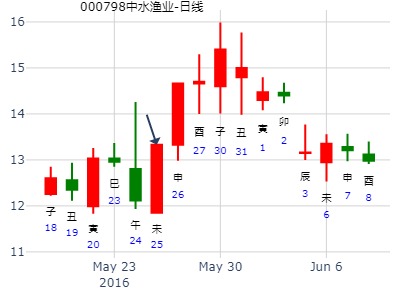 000798中水渔业-日线
16
15
14
13
12
11
子
18
丑
19
寅
20
巳
23
午
24
未
25
申
26
酉
27
子
30
丑
31
寅
1
卯
2
辰
3
未
6
申
7
酉
8
May 23
2016
May 30
Jun 6